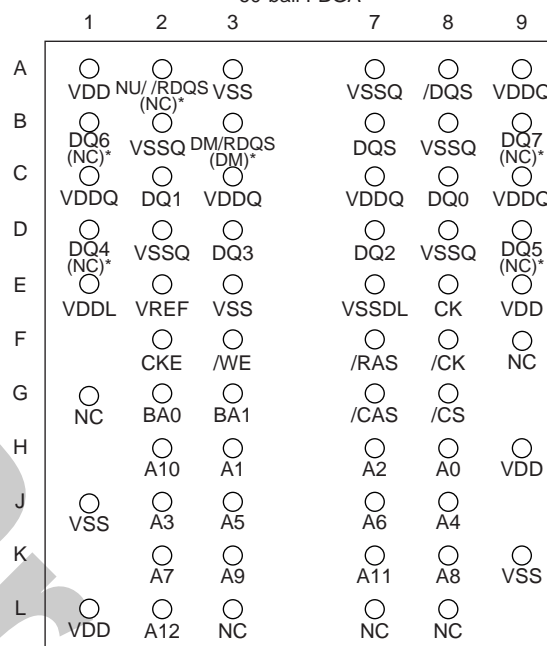 1 2 3 7 8 9
A
VDD NU/ /RDQS (NC)* VSS VSSQ /DQS VDDQ
B
DQ6 (NC)* VSSQ DM/RDQS (DM)* DQS VSSQ DQ7 (NC)*
C
VDDQ DQ1 VDDQ VDDQ DQ0 VDDQ
D
DQ4 (NC)* VSSQ DQ3 DQ2 VSSQ DQ5 (NC)*
E
VDDL VREF VSS VSSDL CK VDD
F
CKE /WE /RAS /CK NC
G
NC BA0 BA1 /CAS /CS
H
A10 A1 A2 A0 VDD
J
VSS A3 A5 A6 A4
K
A7 A9 A11 A8 VSS
L
VDD A12 NC NC NC